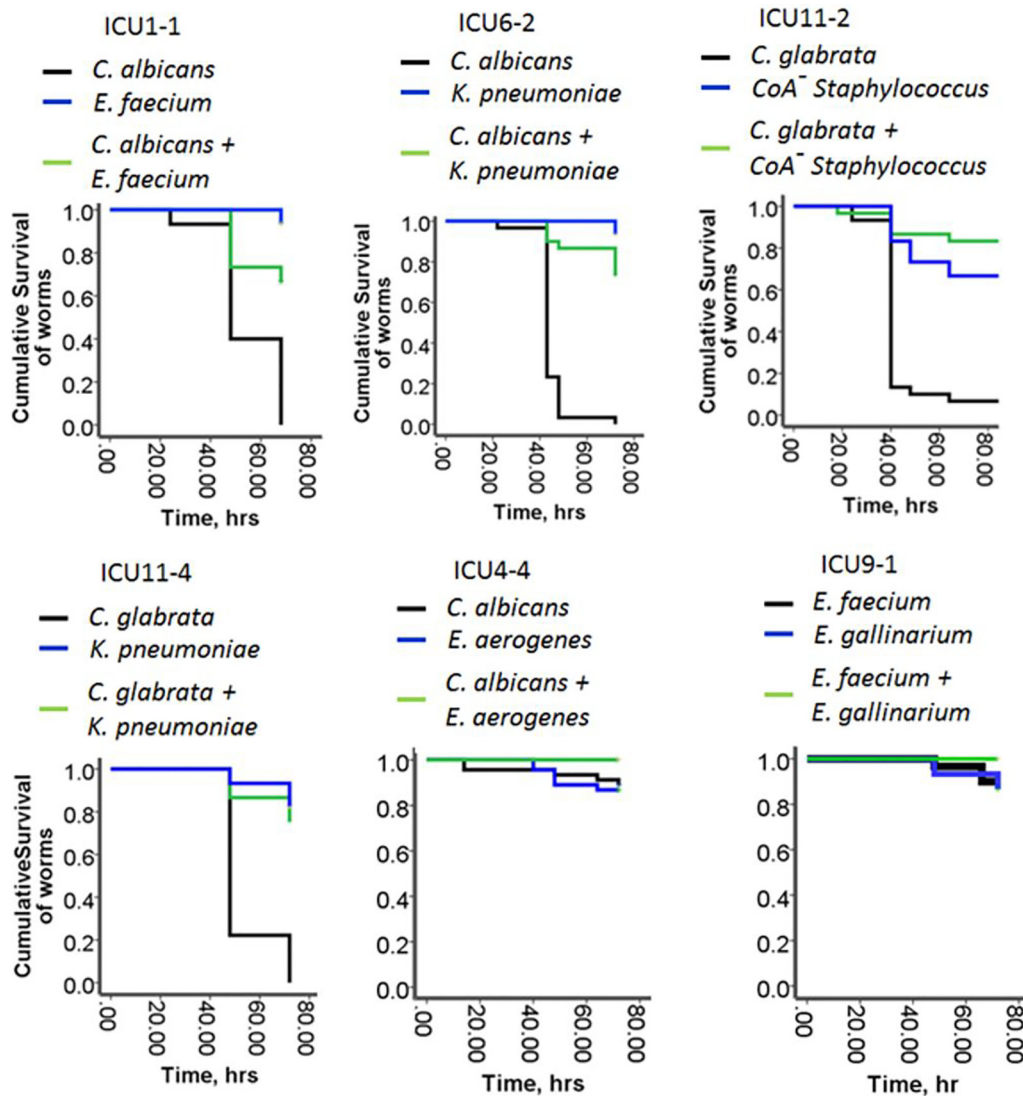 ICU1-1
C. albicans
E. faecium
C. albicans +
E. faecium
1.0
0.8
0.6
0.4
0.2
0.0
Cumulative Survival
of worms
.00
20.00
40.00
60.00
80.00
Time, hrs
ICU6-2
C. albicans
K. pneumoniae
C. albicans +
K. pneumoniae
1.0
0.8
0.6
0.4
0.2
0.0
Cumulative Survival
of worms
.00
20.00
40.00
60.00
80.00
Time, hrs
ICU11-2
C. glabrata
CoA⁻ Staphylococcus
C. glabrata +
CoA⁻ Staphylococcus
1.0
0.8
0.6
0.4
0.2
0.0
Cumulative Survival
of worms
.00
20.00
40.00
60.00
80.00
Time, hrs
ICU11-4
C. glabrata
K. pneumoniae
C. glabrata +
K. pneumoniae
1.0
0.8
0.6
0.4
0.2
0.0
CumulativeSurvival
of worms
.00
20.00
40.00
60.00
80.00
Time, hrs
ICU4-4
C. albicans
E. aerogenes
C. albicans +
E. aerogenes
1.0
0.8
0.6
0.4
0.2
0.0
.00
20.00
40.00
60.00
80.00
Time, hrs
ICU9-1
E. faecium
E. gallinarium
E. faecium +
E. gallinarium
1.0
0.8
0.6
0.4
0.2
0.0
.00
20.00
40.00
60.00
80.00
Time, hr